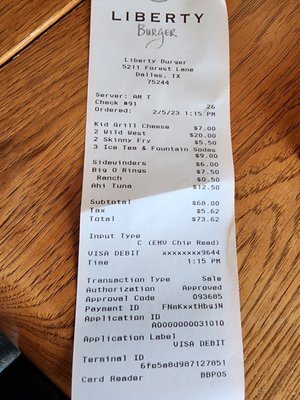 LIBERTY
Burger
Liberty Burger
5211 Forest Lane
Dallas, TX
75244
Server: AM T
Check #91 26
Ordered: 2/5/23 1:15 PM
Kid Grill Cheese $7.00
2 Wild West $20.00
2 Skinny Fry $5.50
3 Ice Tea & Fountain Sodas
$9.00
Sidewinders $6.00
Big O Rings $7.50
Ranch $0.50
Ahi Tuna $12.50
Subtotal $68.00
Tax $5.62
Total $73.62
Input Type
C (EMV Chip Read)
VISA DEBIT xxxxxxxx9644
Time 1:15 PM
Transaction Type Sale
Authorization Approved
Approval Code 093605
Payment ID FNmKxxtHbgjN
Application ID
A0000000031010
Application Label
VISA DEBIT
Terminal ID
6fe5a8d987127851
Card Reader BBPOS